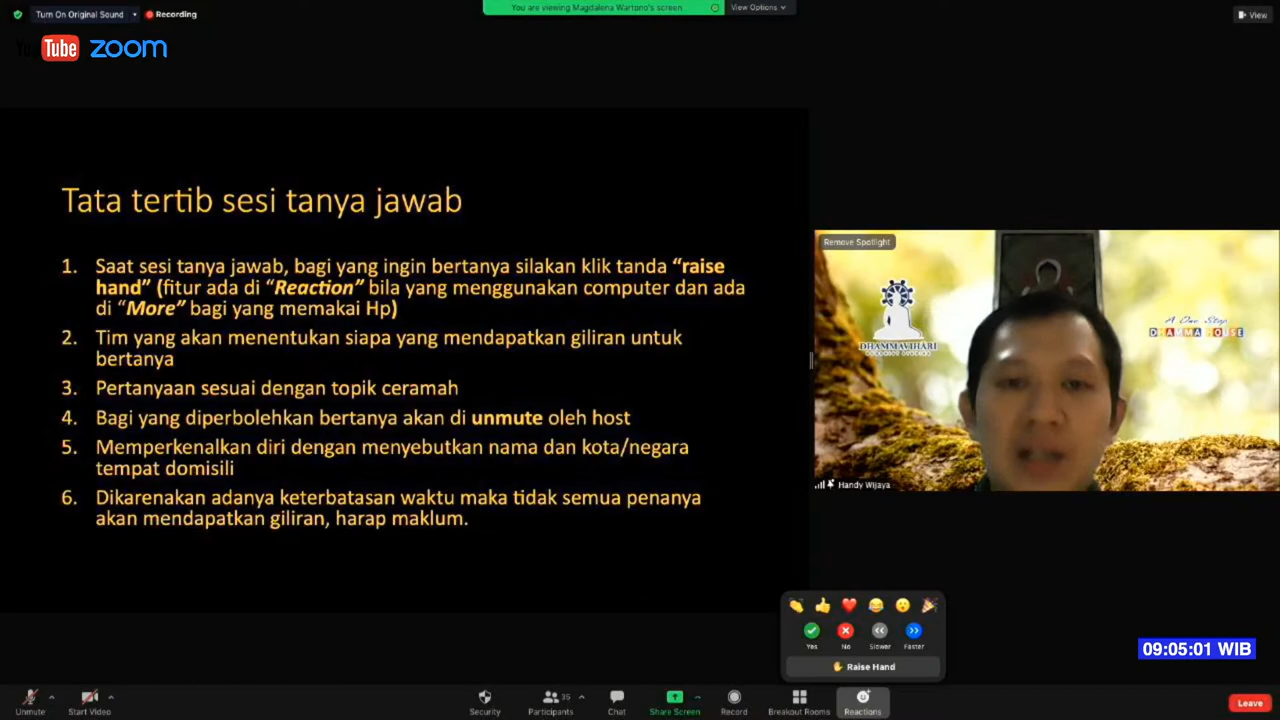 Turn On Original Sound
Recording
You are viewing Magdalena Wartono's screen
View Options
View
YouTube zoom
Tata tertib sesi tanya jawab
1. Saat sesi tanya jawab, bagi yang ingin bertanya silakan klik tanda “raise
hand” (fitur ada di “Reaction” bila yang menggunakan computer dan ada
di “More” bagi yang memakai Hp)
2. Tim yang akan menentukan siapa yang mendapatkan giliran untuk
bertanya
3. Pertanyaan sesuai dengan topik ceramah
4. Bagi yang diperbolehkan bertanya akan di unmute oleh host
5. Memperkenalkan diri dengan menyebutkan nama dan kota/negara
tempat domisili
6. Dikarenakan adanya keterbatasan waktu maka tidak semua penanya
akan mendapatkan giliran, harap maklum.
Remove Spotlight
DHAMMAVIHARI
A One Stop
DHAMMA HOUSE
Handy Wijaya
Yes No Slower Faster
Raise Hand
09:05:01 WIB
35
Unmute Start Video Security Participants Chat Share Screen Record Breakout Rooms Reactions Leave